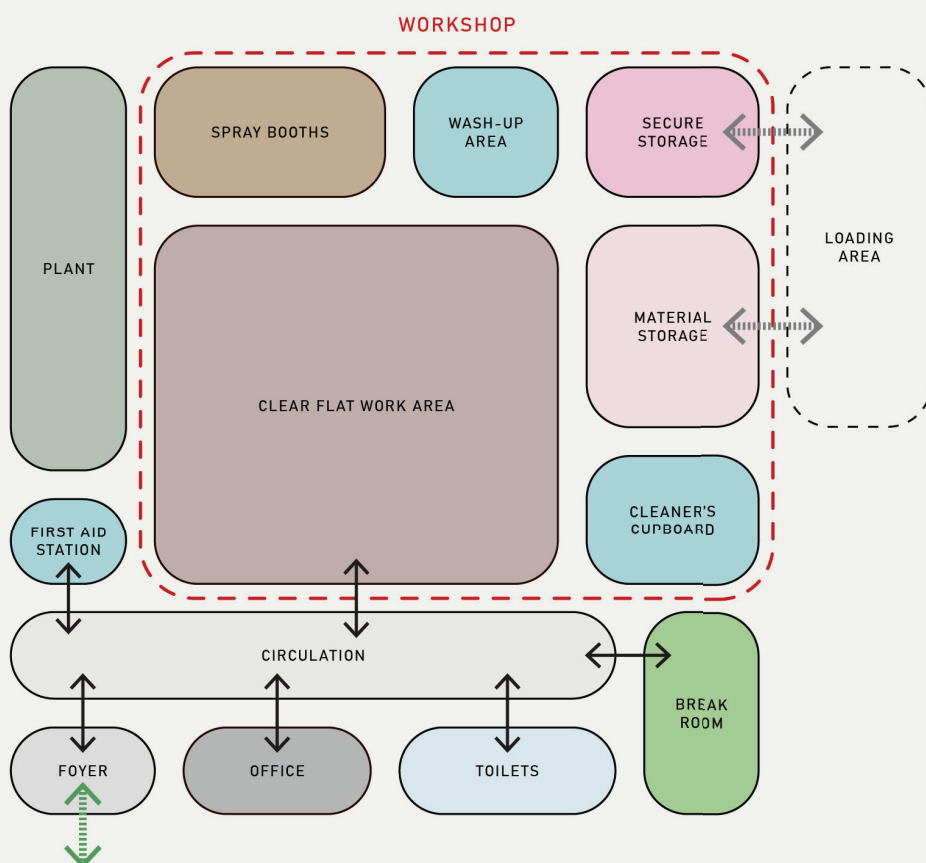 WORKSHOP
SPRAY BOOTHS
WASH-UP
AREA
SECURE
STORAGE
LOADING
AREA
PLANT
MATERIAL
STORAGE
CLEAR FLAT WORK AREA
FIRST AID
STATION
CLEANER'S
CUPBOARD
CIRCULATION
BREAK
ROOM
FOYER
OFFICE
TOILETS